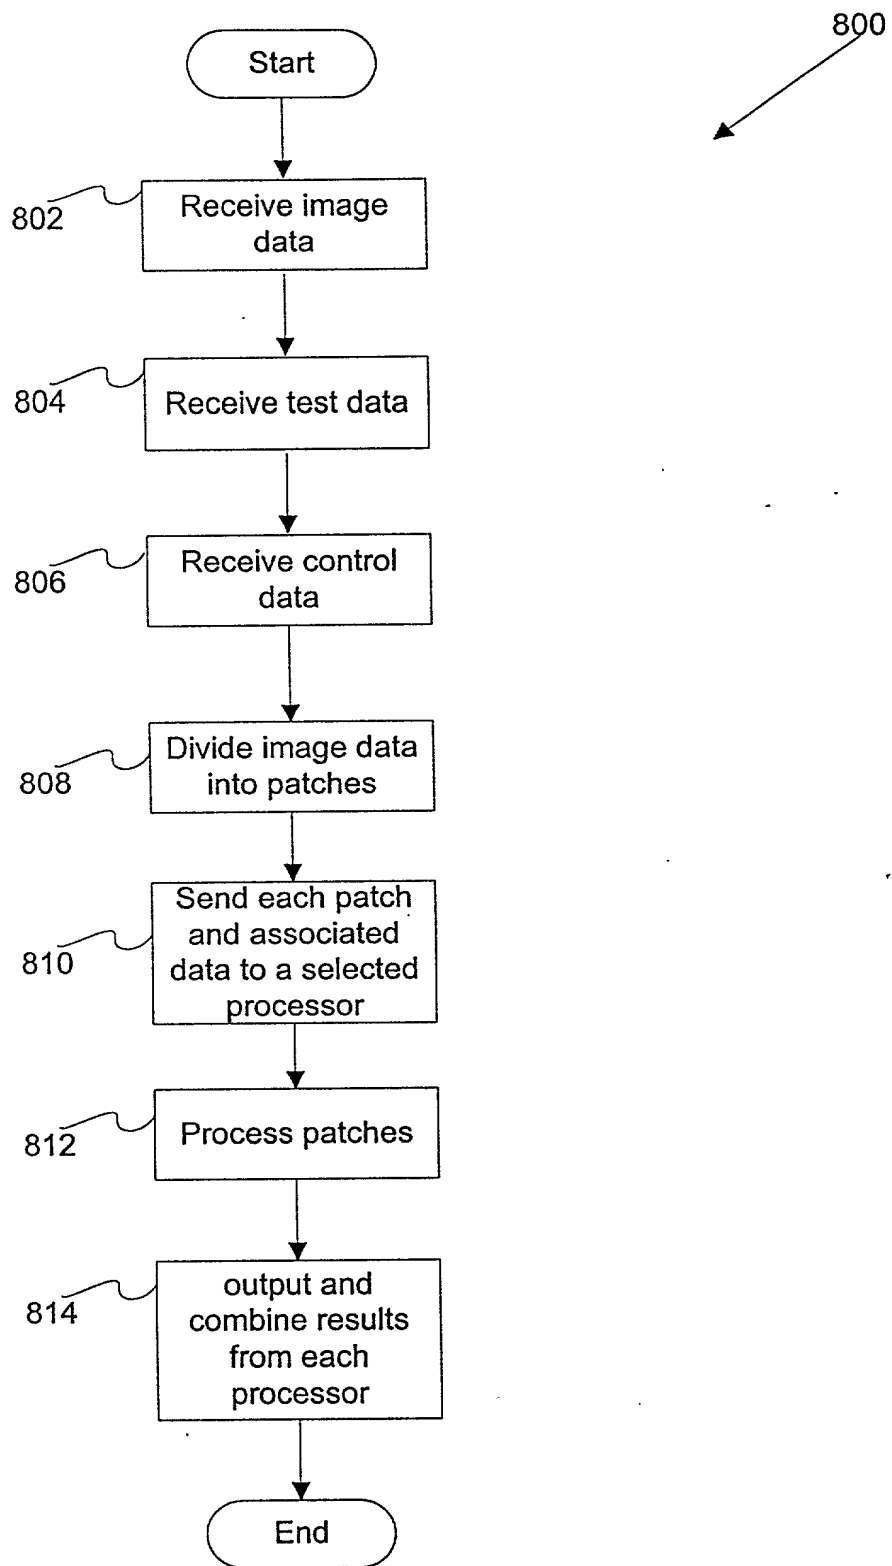 800
Start
802
Receive image
data
804
Receive test data
806
Receive control
data
808
Divide image data
into patches
810
Send each patch
and associated
data to a selected
processor
812
Process patches
814
output and
combine results
from each
processor
End